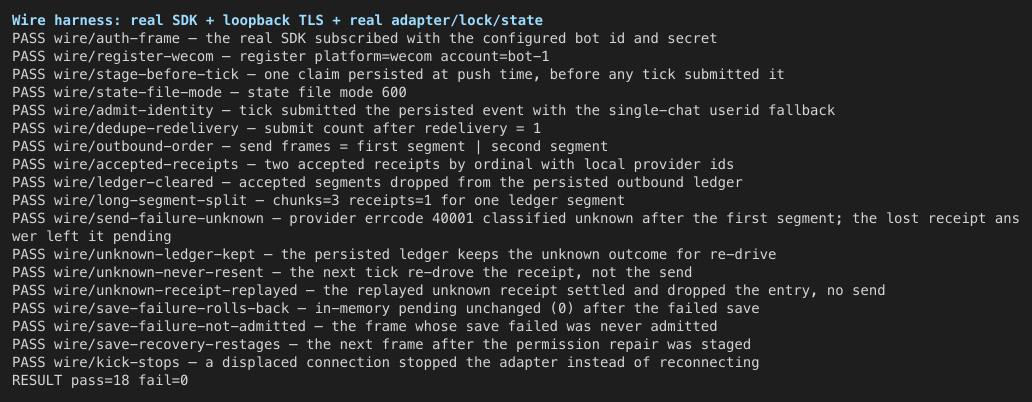 Wire harness: real SDK + loopback TLS + real adapter/lock/state
PASS wire/auth-frame — the real SDK subscribed with the configured bot id and secret
PASS wire/register-wecom — register platform=wecom account=bot-1
PASS wire/stage-before-tick — one claim persisted at push time, before any tick submitted it
PASS wire/state-file-mode — state file mode 600
PASS wire/admit-identity — tick submitted the persisted event with the single-chat userid fallback
PASS wire/dedupe-redelivery — submit count after redelivery = 1
PASS wire/outbound-order — send frames = first segment | second segment
PASS wire/accepted-receipts — two accepted receipts by ordinal with local provider ids
PASS wire/ledger-cleared — accepted segments dropped from the persisted outbound ledger
PASS wire/long-segment-split — chunks=3 receipts=1 for one ledger segment
PASS wire/send-failure-unknown — provider errcode 40001 classified unknown after the first segment; the lost receipt ans
wer left it pending
PASS wire/unknown-ledger-kept — the persisted ledger keeps the unknown outcome for re-drive
PASS wire/unknown-never-resent — the next tick re-drove the receipt, not the send
PASS wire/unknown-receipt-replayed — the replayed unknown receipt settled and dropped the entry, no send
PASS wire/save-failure-rolls-back — in-memory pending unchanged (0) after the failed save
PASS wire/save-failure-not-admitted — the frame whose save failed was never admitted
PASS wire/save-recovery-restages — the next frame after the permission repair was staged
PASS wire/kick-stops — a displaced connection stopped the adapter instead of reconnecting
RESULT pass=18 fail=0